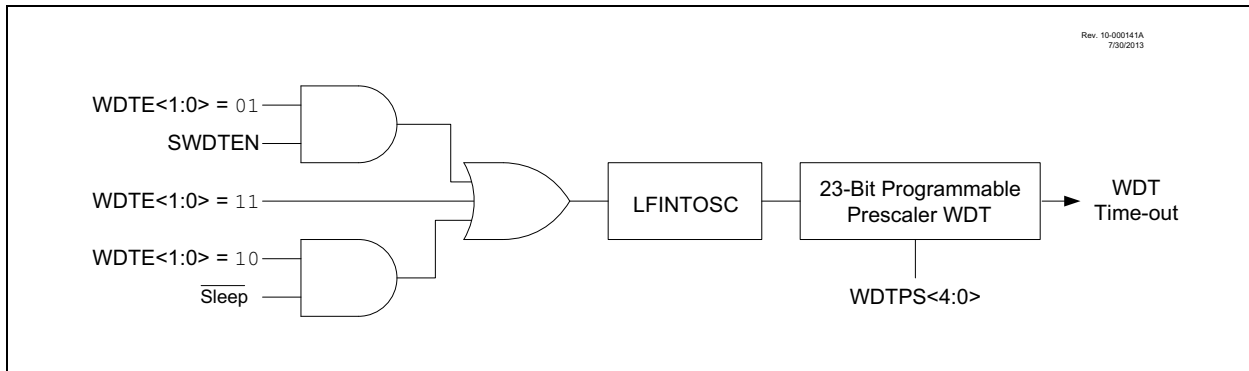 Rev. 10-000141A
7/30/2013
WDTE<1:0> = 01
SWDTEN
WDTE<1:0> = 11
WDTE<1:0> = 10
Sleep
LFINTOSC
23-Bit Programmable
Prescaler WDT
WDT
Time-out
WDTPS<4:0>